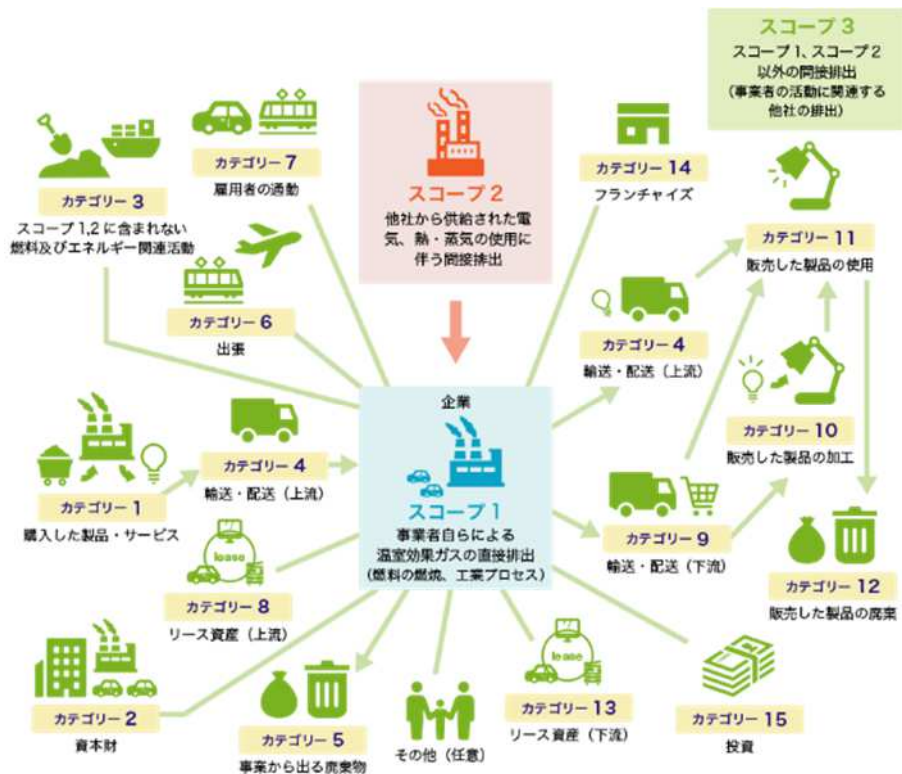 スコープ 3
スコープ 1、スコープ 2
以外の間接排出
(事業者の活動に関連する
他社の排出)
カテゴリー 7
雇用者の通勤
カテゴリー 3
スコープ 1,2 に含まれない
燃料及びエネルギー関連活動
スコープ 2
他社から供給された電
気、熱・蒸気の使用に
伴う間接排出
カテゴリー 14
フランチャイズ
カテゴリー 11
販売した製品の使用
カテゴリー 6
出張
カテゴリー 4
輸送・配送(上流)
企業
スコープ 1
事業者自らによる
温室効果ガスの直接排出
(燃料の燃焼、工業プロセス)
カテゴリー 10
販売した製品の加工
カテゴリー 1
購入した製品・サービス
カテゴリー 4
輸送・配送(上流)
カテゴリー 9
輸送・配送(下流)
lease
カテゴリー 8
リース資産(上流)
カテゴリー 12
販売した製品の廃棄
カテゴリー 2
資本財
カテゴリー 5
事業から出る廃棄物
その他(任意)
lease
カテゴリー 13
リース資産(下流)
カテゴリー 15
投資